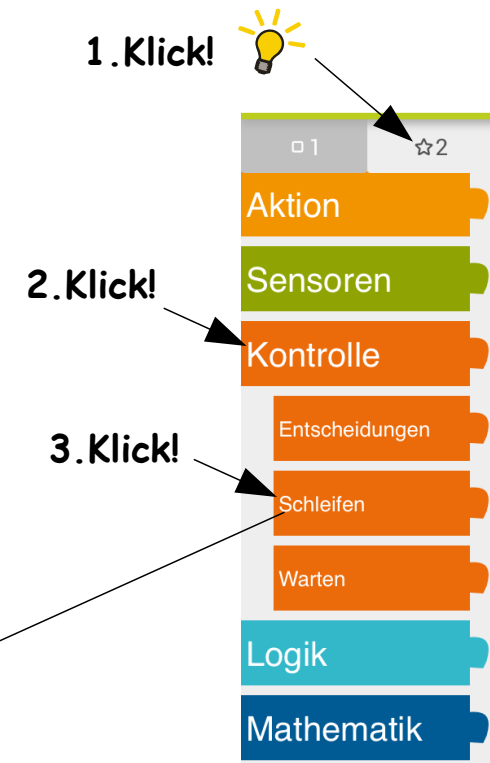 1.Klick!
1 ☆2
Aktion
Sensoren
2.Klick!
Kontrolle
Entscheidungen
3.Klick!
Schleifen
Warten
Logik
Mathematik